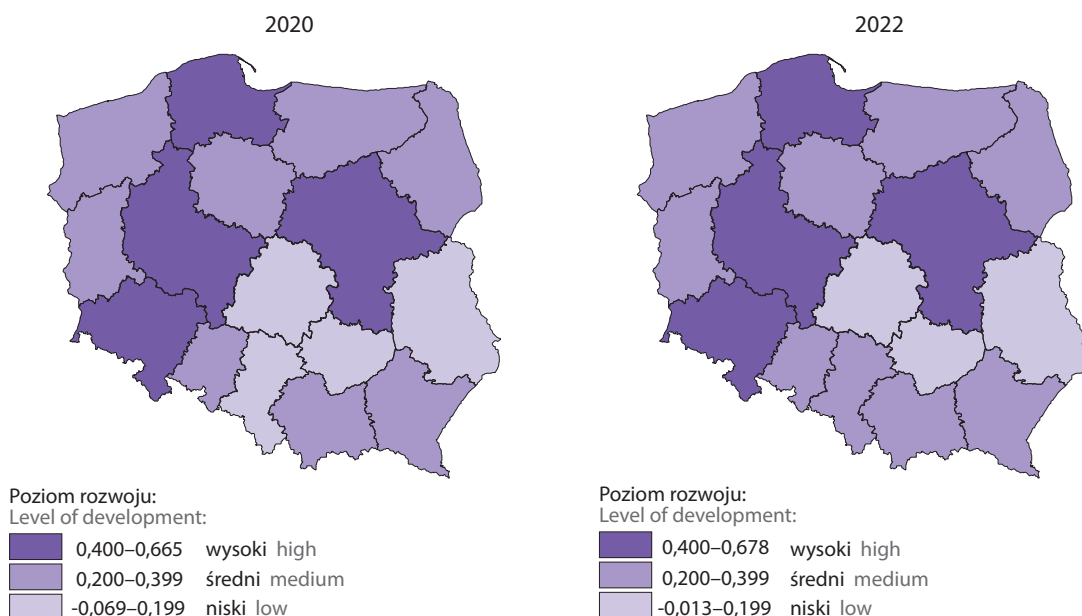 2020
Poziom rozwoju:
Level of development:
0,400–0,665 wysoki high
0,200–0,399 średni medium
-0,069–0,199 niski low
2022
Poziom rozwoju:
Level of development:
0,400–0,678 wysoki high
0,200–0,399 średni medium
-0,013–0,199 niski low